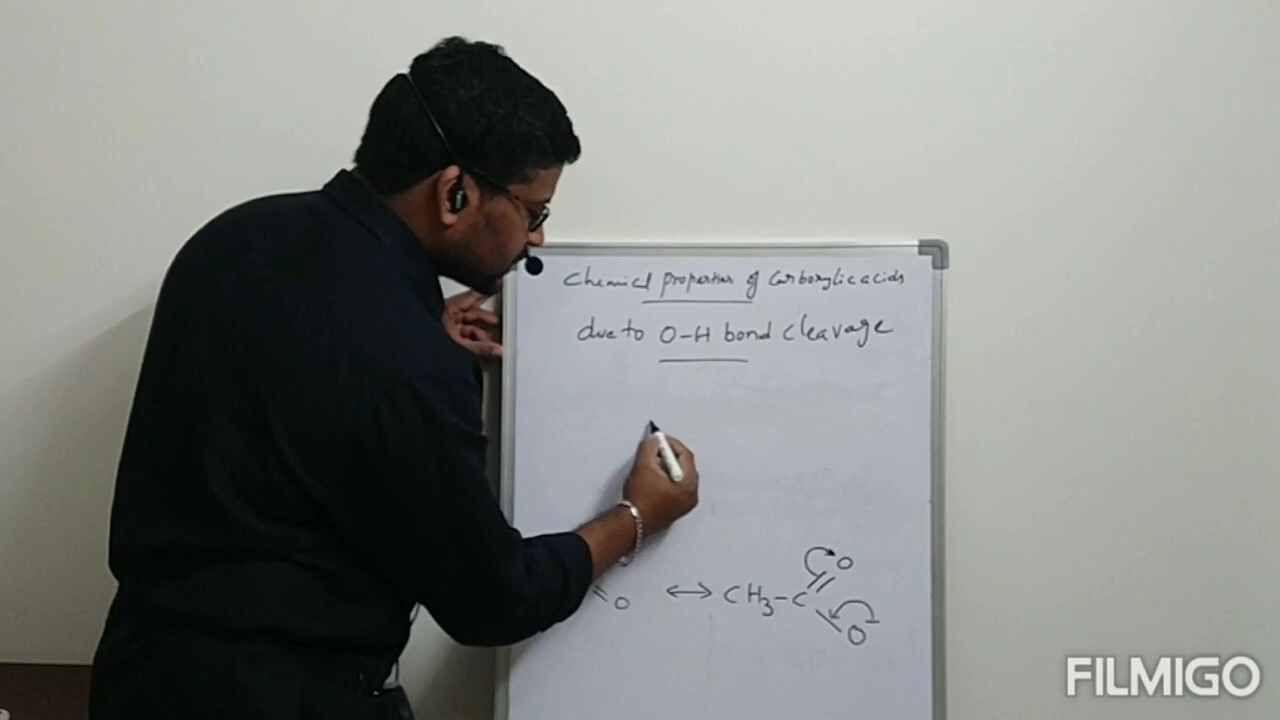 Chemical properties of Carboxylic acids
due to O-H bond cleavage
O
O ↔ CH3-C
O
FILMIGO